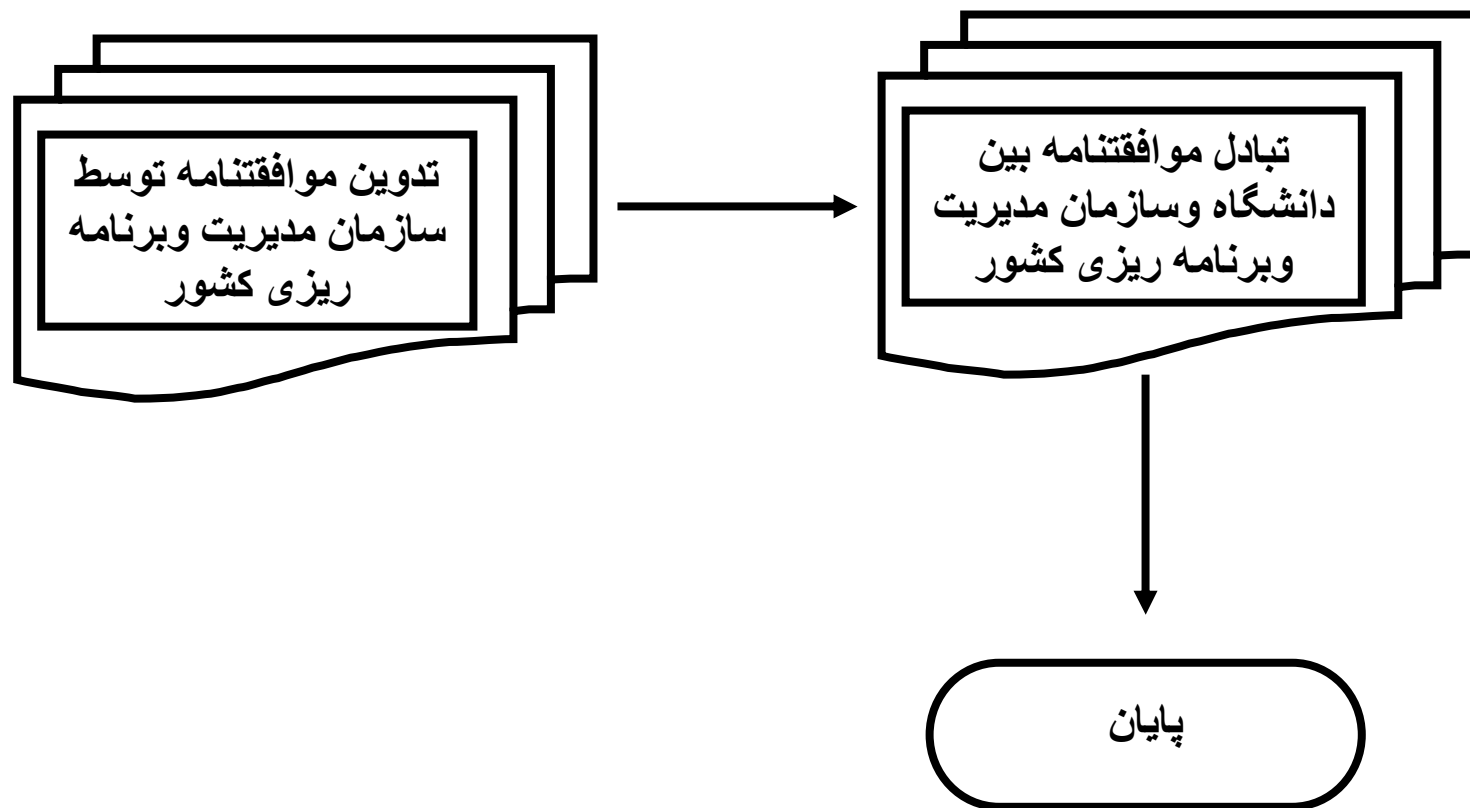 تدوین موافقتنامه توسط
سازمان مدیریت وبرنامه
ریزی کشور
تبادل موافقتنامه بین
دانشگاه وسازمان مدیریت
وبرنامه ریزی کشور
پایان